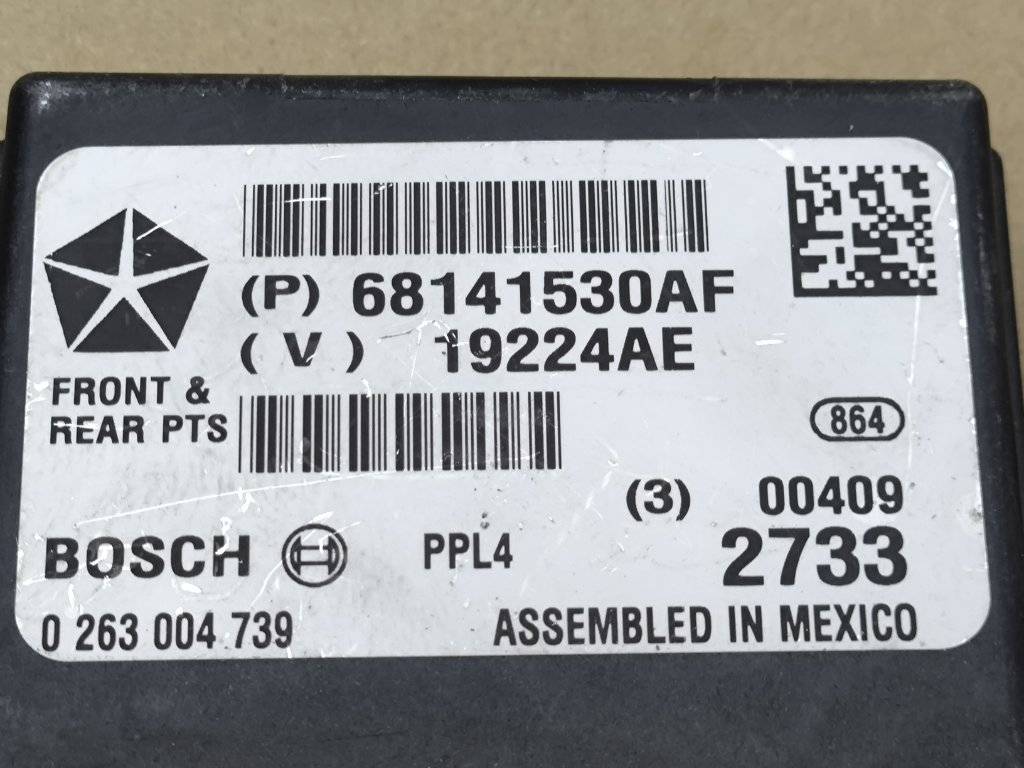 (P) 68141530AF
(V) 19224AE
FRONT &
REAR PTS
864
(3) 00409
BOSCH PPL4 2733
0 263 004 739 ASSEMBLED IN MEXICO